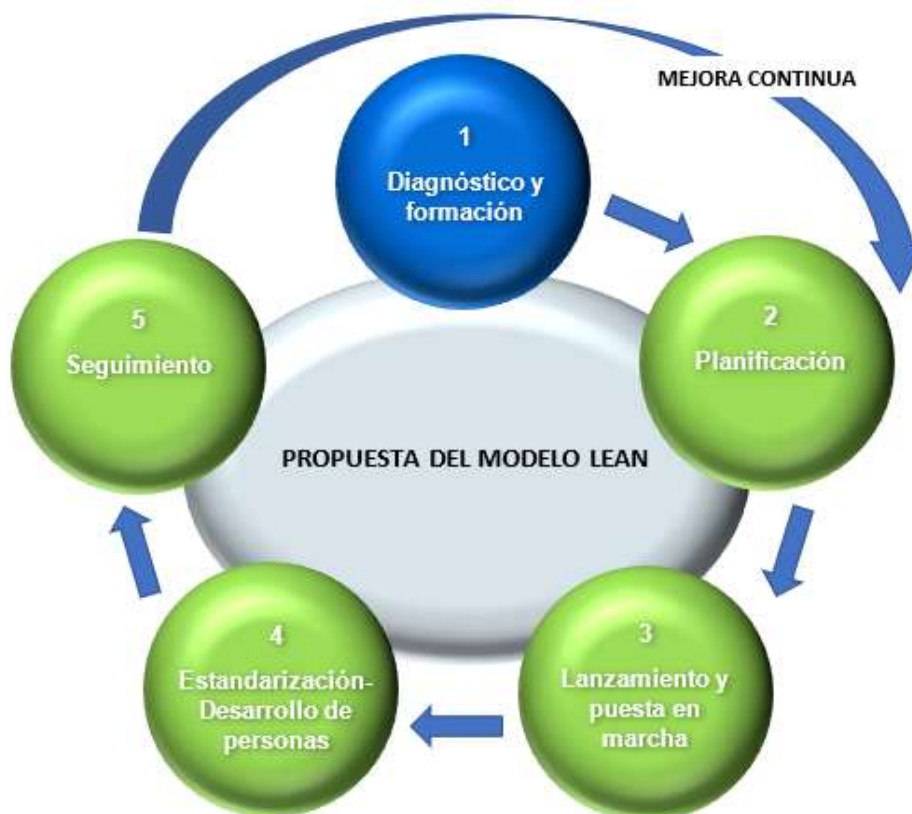 MEJORA CONTINUA
1
Diagnóstico y
formación
2
Planificación
3
Lanzamiento y
puesta en
marcha
4
Estandarización-
Desarrollo de
personas
5
Seguimiento
PROPUESTA DEL MODELO LEAN